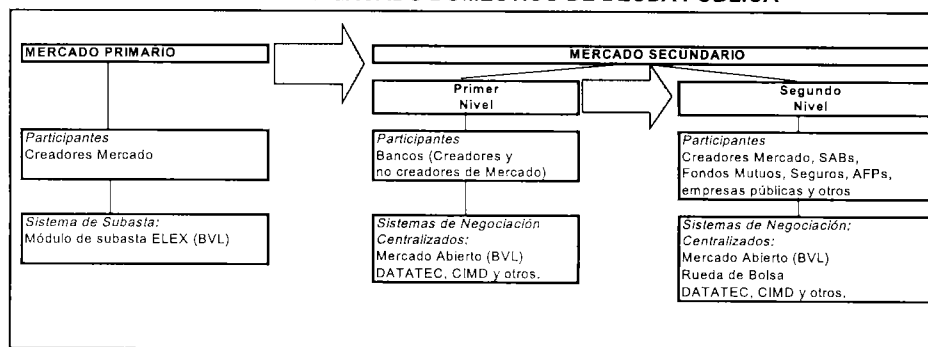 MERCADO PRIMARIO
MERCADO SECUNDARIO
Primer
Nivel
Segundo
Nivel
Participantes
Creadores Mercado
Participantes
Bancos (Creadores y
no creadores de Mercado)
Participantes
Creadores Mercado, SABs,
Fondos Mutuos, Seguros, AFPs,
empresas públicas y otros
Sistema de Subasta:
Módulo de subasta ELEX (BVL)
Sistemas de Negociación
Centralizados:
Mercado Abierto (BVL)
DATATEC, CIMD y otros.
Sistemas de Negociación:
Centralizados:
Mercado Abierto (BVL)
Rueda de Bolsa
DATATEC, CIMD y otros.